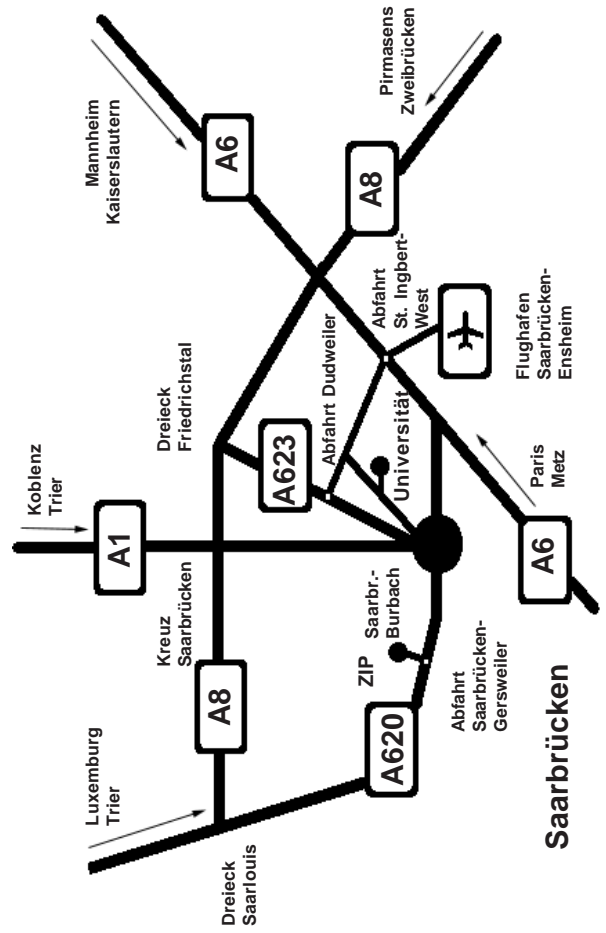 Luxemburg
Trier
Koblenz
Trier
Mannheim
Kaiserslautern
A1
A6
Dreieck
Saarlouis
A8
Kreuz
Saarbrücken
Dreieck
Friedrichstal
A623
Abfahrt Dudweiler
A8
Pirmasens
Zweibrücken
A620
ZIP
Saarbr.-
Burbach
Universität
Abfahrt
St. Ingbert-
West
Abfahrt
Saarbrücken-
Gersweiler
A6
Paris
Metz
Flughafen
Saarbrücken-
Ensheim
Saarbrücken